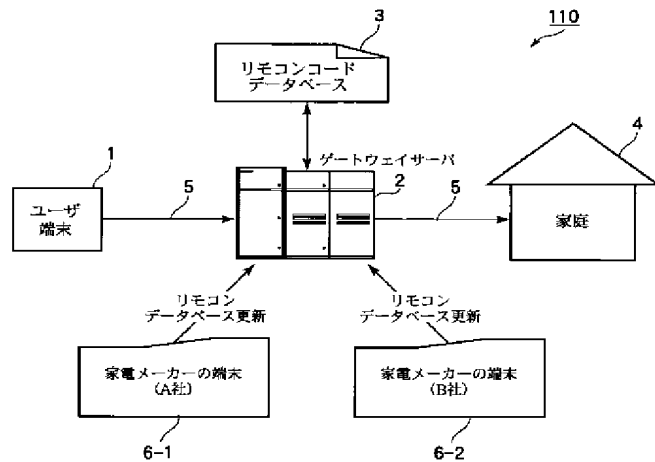 110
3
リモコンコード
データベース
ゲートウェイサーバ
1
2
4
ユーザ
端末
5
5
家庭
リモコン
データベース更新
リモコン
データベース更新
家電メーカーの端末
(A社)
家電メーカーの端末
(B社)
6-1
6-2